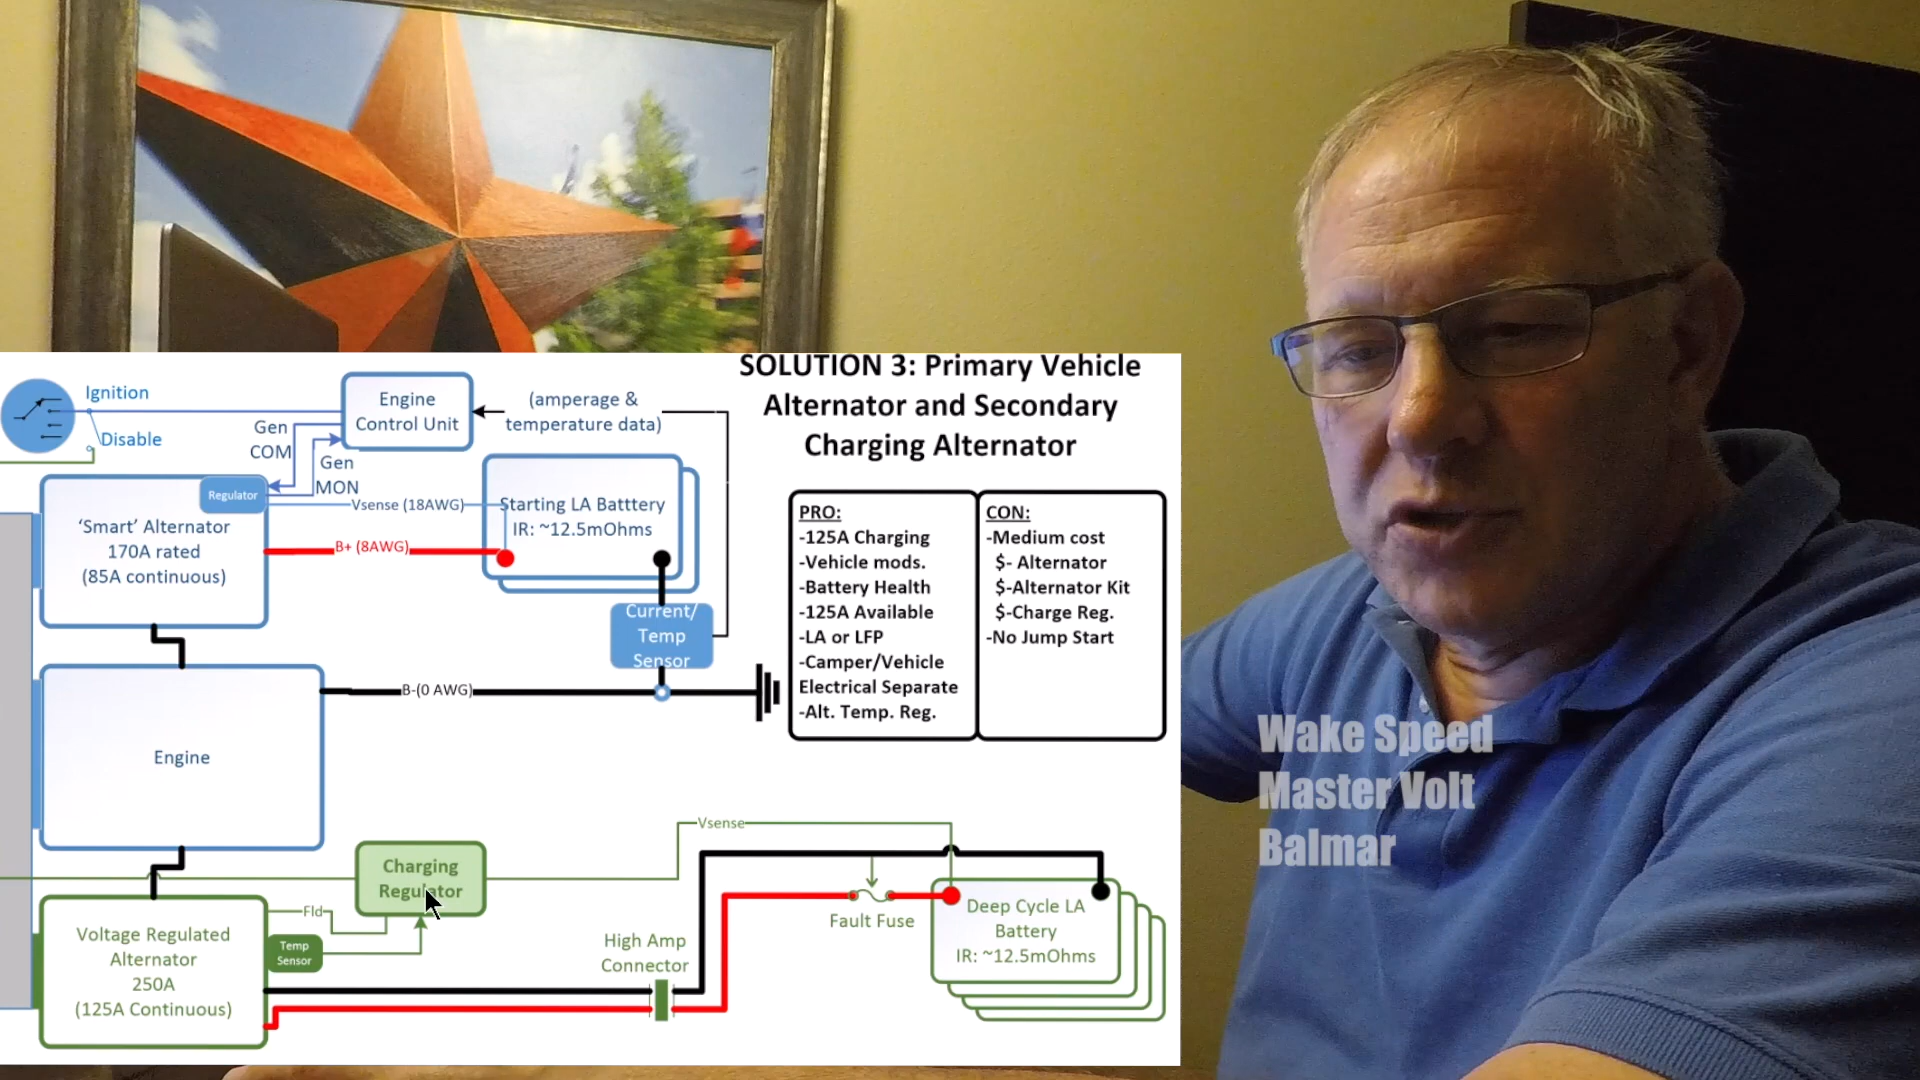 SOLUTION 3: Primary Vehicle
Alternator and Secondary
Charging Alternator
Ignition
Disable
Engine
Control Unit
(amperage &
temperature data)
Gen
COM
Gen
MON
Regulator
Vsense (18AWG)
Starting LA Batttery
IR: ~12.5mOhms
'Smart' Alternator
170A rated
(85A continuous)
B+ (8AWG)
Current/
Temp
Sensor
B-(0 AWG)
Engine
PRO:
-125A Charging
-Vehicle mods.
-Battery Health
-125A Available
-LA or LFP
-Camper/Vehicle
Electrical Separate
-Alt. Temp. Reg.
CON:
-Medium cost
$- Alternator
$-Alternator Kit
$-Charge Reg.
-No Jump Start
Wake Speed
Master Volt
Balmar
Vsense
Charging
Regulator
Fld
Temp
Sensor
Voltage Regulated
Alternator
250A
(125A Continuous)
High Amp
Connector
Fault Fuse
Deep Cycle LA
Battery
IR: ~12.5mOhms